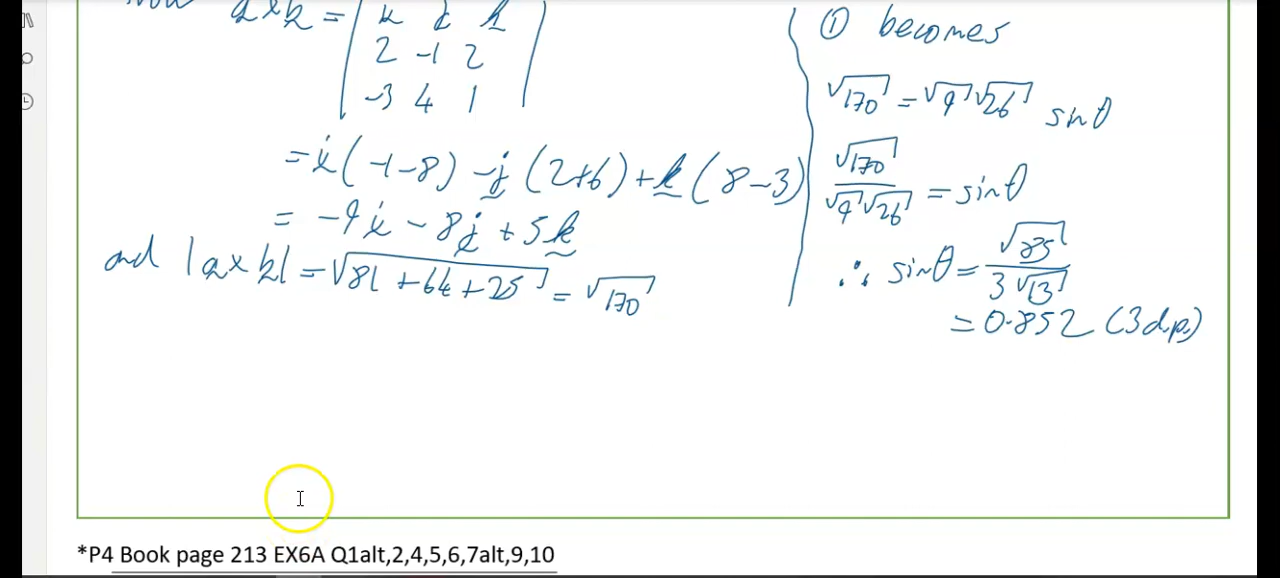 a×b = | i j k |
2 -1 2
-3 4 1
= i(-1-8) - j(2+6) + k(8-3)
= -9i - 8j + 5k
and |a×b| = √81+64+25 = √170
① becomes
√170 = √9 √26 sinθ
√170 / √9 √26 = sinθ
∴ sinθ = √85 / 3√13
= 0.852 (3d.p.)
*P4 Book page 213 EX6A Q1alt,2,4,5,6,7alt,9,10